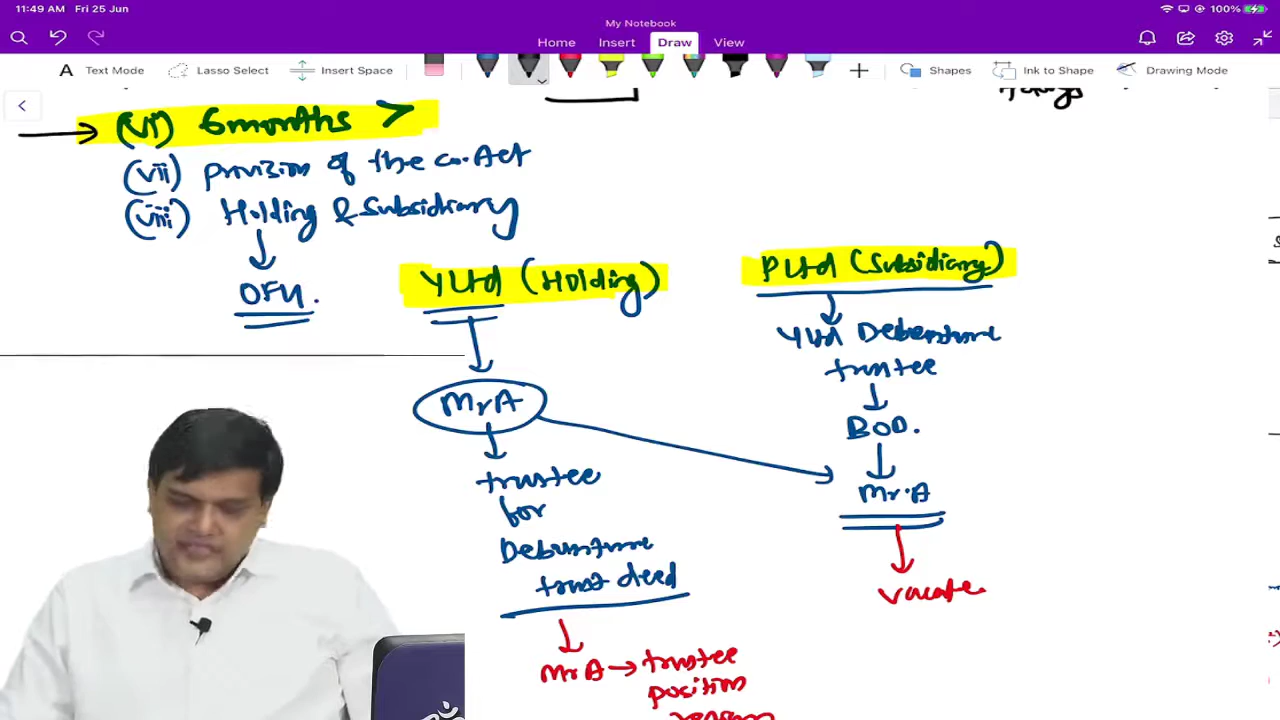 11:49 AM Fri 25 Jun
100%
My Notebook
Home Insert Draw View
Text Mode Lasso Select Insert Space Shapes Ink to Shape Drawing Mode
(vi) 6 months >
(vii) provision of the co. Act
(viii) Holding & Subsidiary
OFU.
Y Ltd (Holding)
Mr A
trustee
for
Debenture
trust deed
Mr A → trustee
position
P Ltd (Subsidiary)
Y Ltd Debenture
trustee
BOD.
Mr. A
vacate